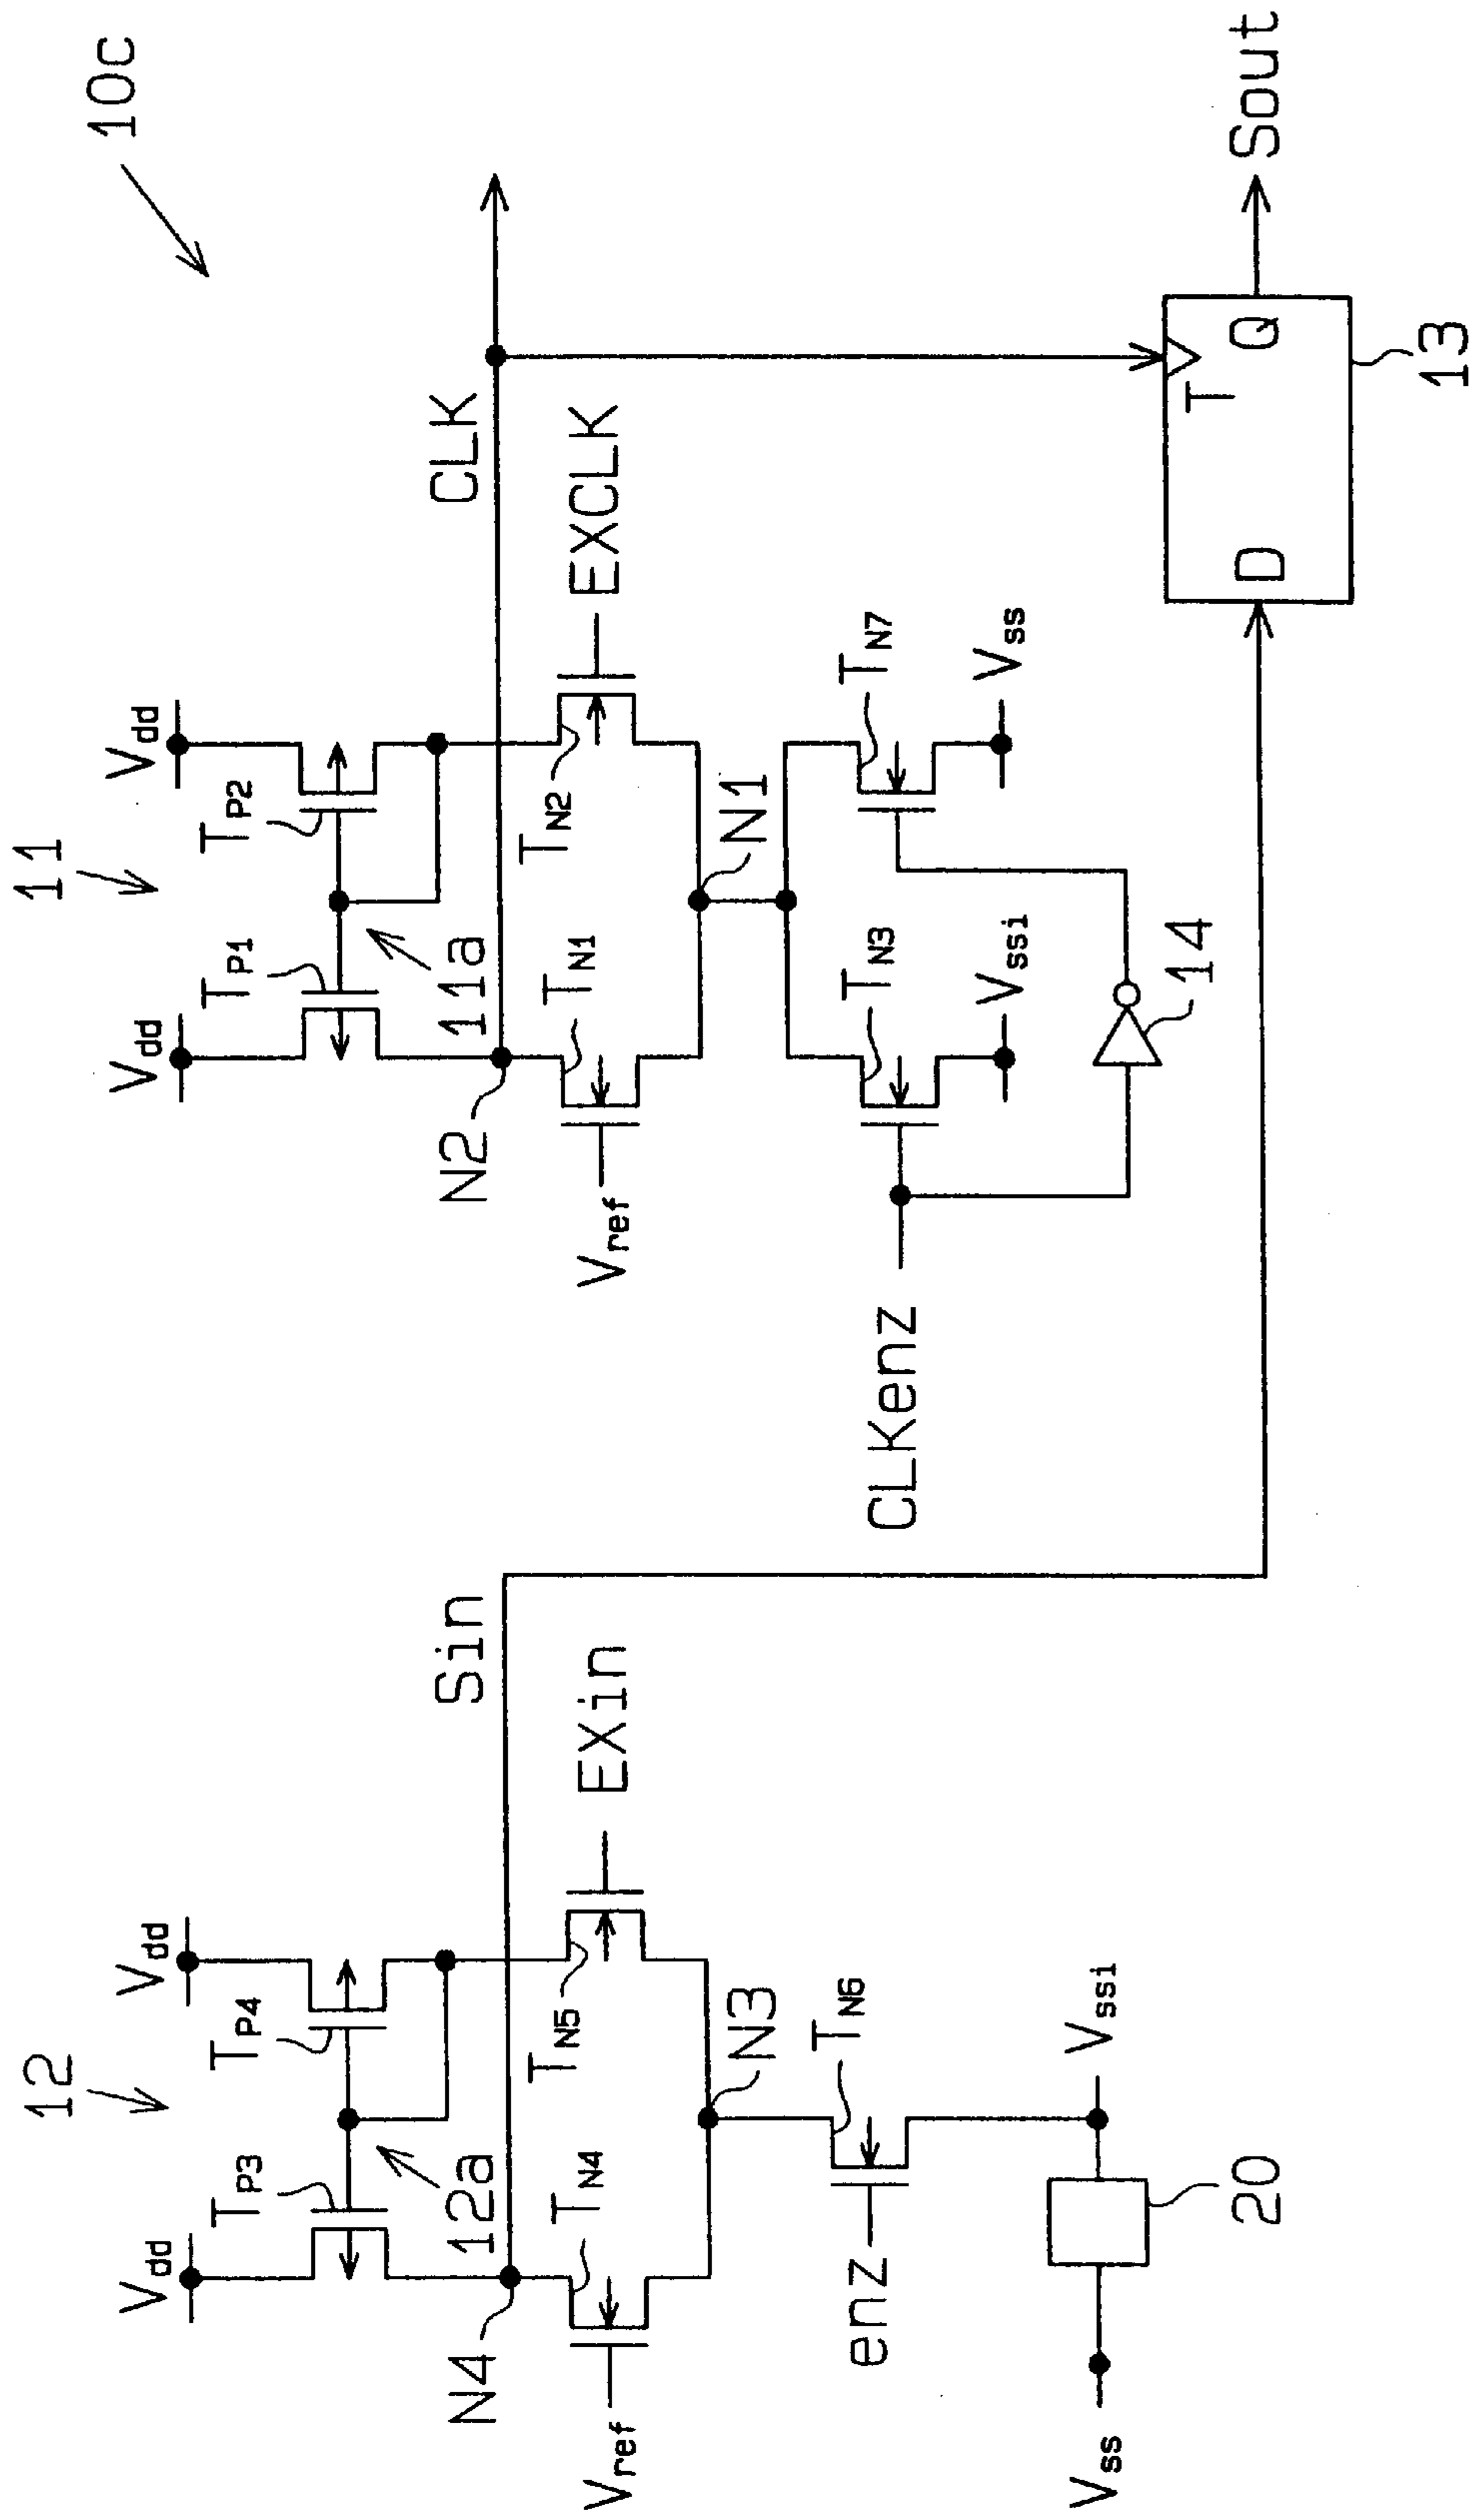 10c
12
11
Vdd
Vdd
Vdd
Vdd
TP3
TP4
TP1
TP2
12a
11a
N4
Sin
N2
CLK
Vref
TN4
TN5
EXin
Vref
TN1
TN2
EXCLK
N3
N1
enz
TN6
CLKenz
TN3
TN7
Vssi
Vss
Vss
Vssi
20
14
D
T
Q
Sout
13